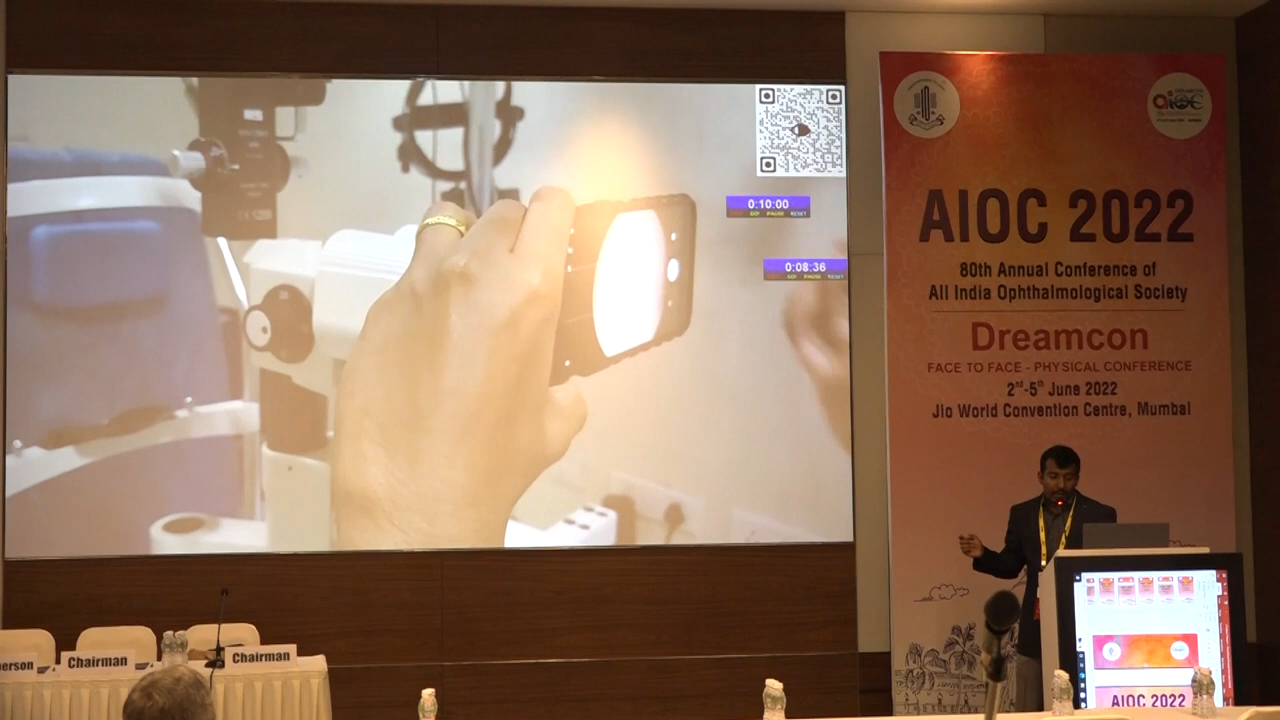 0:10:00
GO! PAUSE RESET
0:08:36
GO! PAUSE RESET
AIOC 2022
80th Annual Conference of
All India Ophthalmological Society
Dreamcon
FACE TO FACE - PHYSICAL CONFERENCE
2nd-5th June 2022
Jio World Convention Centre, Mumbai
erson
Chairman
Chairman
AIOC 2022